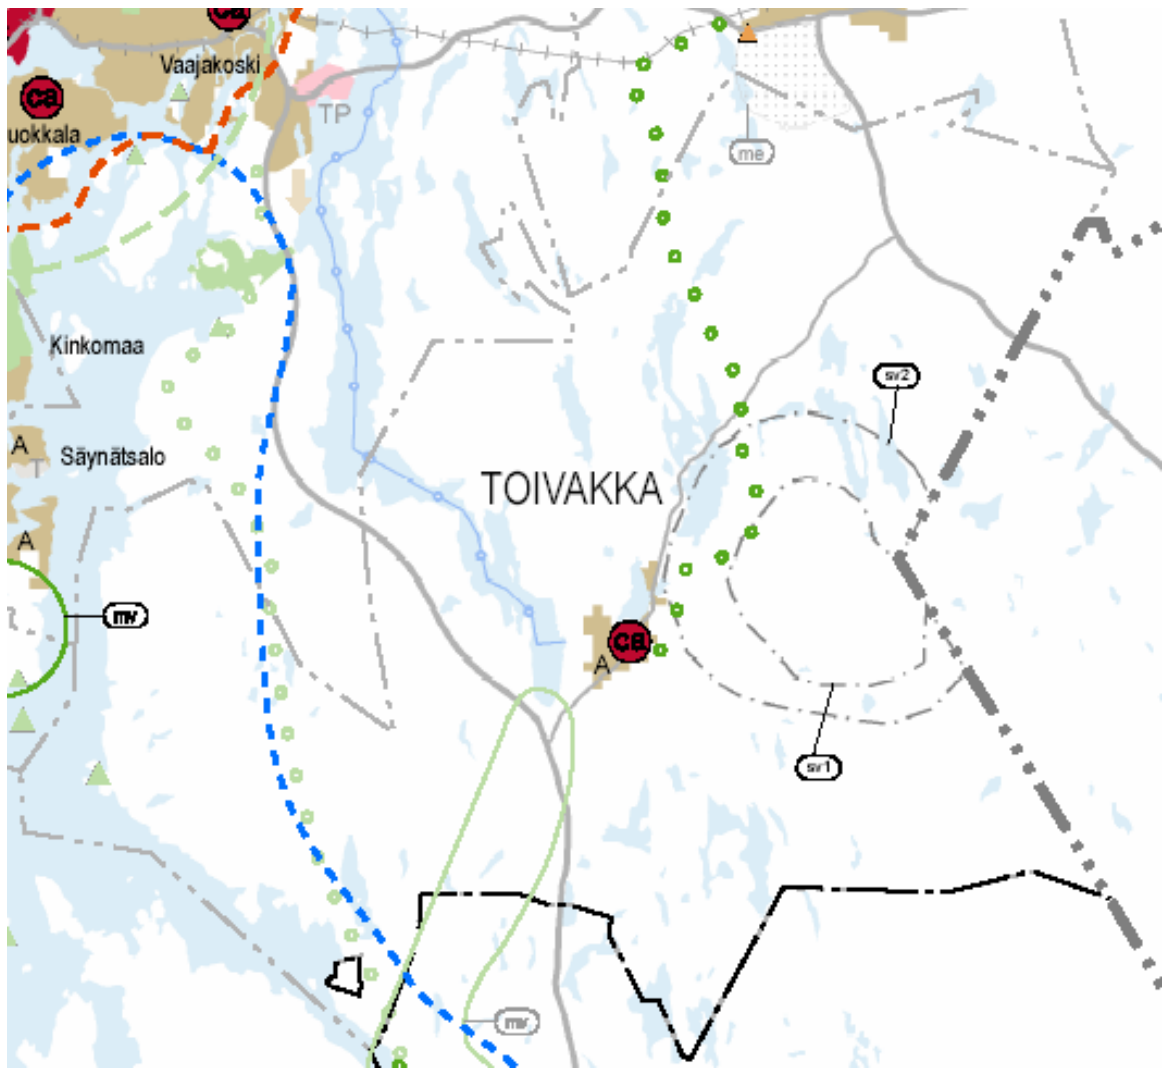 Vaajakoski
ca
ca
TP
uokkala
me
Kinkomaa
sv2
A
Säynätsalo
T
TOIVAKKA
A
mv
ca
A
sv1
mv